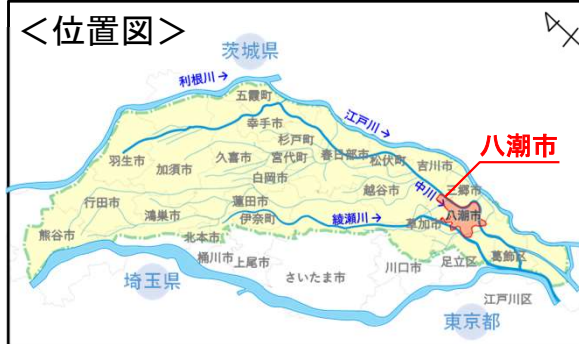 ＜位置図＞
茨城県
利根川→
五霞町
江戸川→
幸手市
杉戸町
八潮市
羽生市
加須市
久喜市
宮代町
春日部市
松伏町
吉川市
白岡市
中川→
三郷市
行田市
蓮田市
越谷市
鴻巣市
伊奈町
綾瀬川→
草加市
八潮市
熊谷市
北本市
桶川市
上尾市
さいたま市
川口市
足立区
葛飾区
埼玉県
江戸川区
東京都